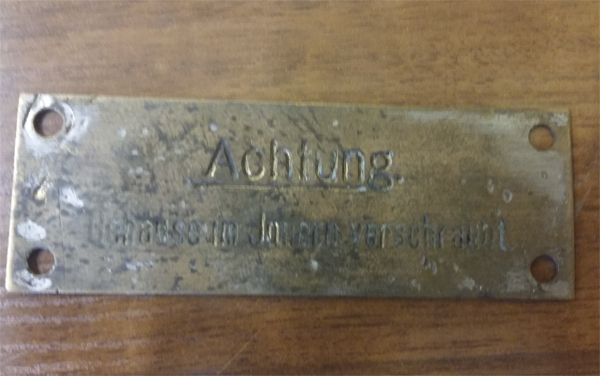 Achtung
Gehäuse im Innern verschraubt